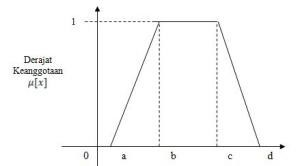 1
Derajat
Keanggotaan
μ[x]
0 a b c d